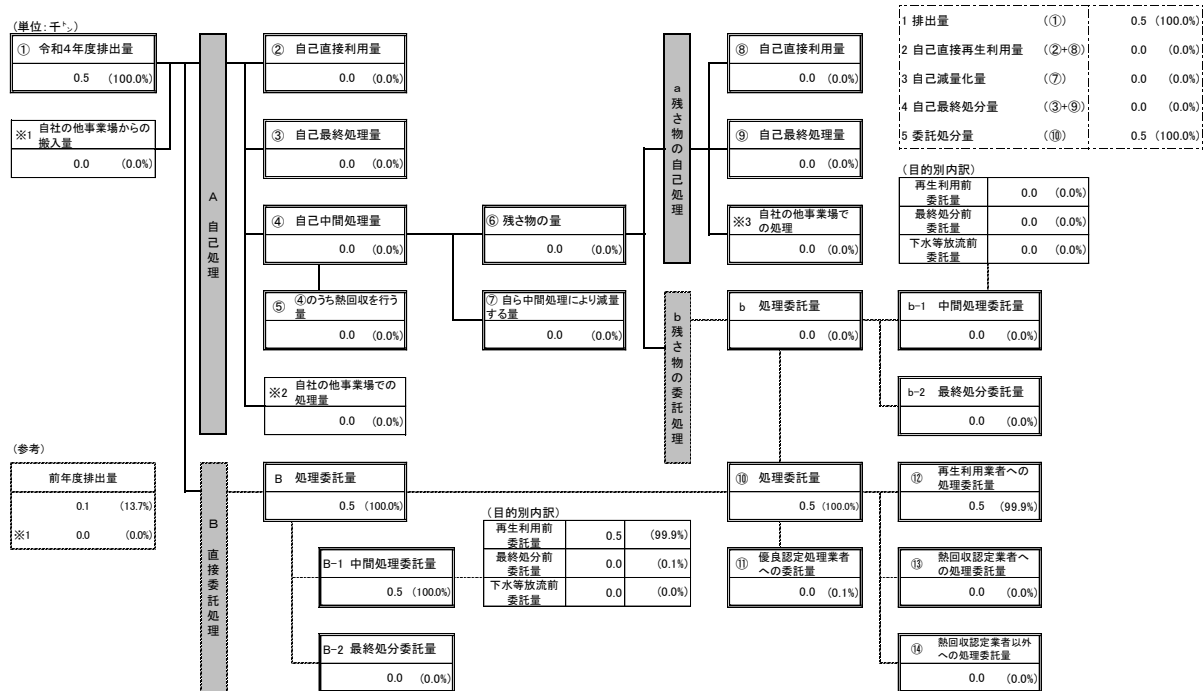 (単位:千㌧)
① 令和4年度排出量
0.5 (100.0%)
※1 自社の他事業場からの
搬入量
0.0 (0.0%)
A 自己処理
② 自己直接利用量
0.0 (0.0%)
③ 自己最終処理量
0.0 (0.0%)
④ 自己中間処理量
0.0 (0.0%)
⑤ ④のうち熱回収を行う
量
0.0 (0.0%)
※2 自社の他事業場での
処理量
0.0 (0.0%)
⑥ 残さ物の量
0.0 (0.0%)
⑦ 自ら中間処理により減量
する量
0.0 (0.0%)
a 残さ物の自己処理
⑧ 自己直接利用量
0.0 (0.0%)
⑨ 自己最終処理量
0.0 (0.0%)
※3 自社の他事業場で
の処理
0.0 (0.0%)
b 残さ物の委託処理
b 処理委託量
0.0 (0.0%)
1 排出量 (①) 0.5 (100.0%)
2 自己直接再生利用量 (②+⑧) 0.0 (0.0%)
3 自己減量化量 (⑦) 0.0 (0.0%)
4 自己最終処分量 (③+⑨) 0.0 (0.0%)
5 委託処分量 (⑩) 0.5 (100.0%)
(目的別内訳)
再生利用前
委託量 0.0 (0.0%)
最終処分前
委託量 0.0 (0.0%)
下水等放流前
委託量 0.0 (0.0%)
b-1 中間処理委託量
0.0 (0.0%)
b-2 最終処分委託量
0.0 (0.0%)
(参考)
前年度排出量
0.1 (13.7%)
※1 0.0 (0.0%)
B 直接委託処理
B 処理委託量
0.5 (100.0%)
B-1 中間処理委託量
0.5 (100.0%)
B-2 最終処分委託量
0.0 (0.0%)
(目的別内訳)
再生利用前
委託量 0.5 (99.9%)
最終処分前
委託量 0.0 (0.1%)
下水等放流前
委託量 0.0 (0.0%)
⑩ 処理委託量
0.5 (100.0%)
⑪ 優良認定処理業者
への委託量
0.0 (0.1%)
⑫ 再生利用業者への
処理委託量
0.5 (99.9%)
⑬ 熱回収認定業者へ
の処理委託量
0.0 (0.0%)
⑭ 熱回収認定業者以外
への処理委託量
0.0 (0.0%)